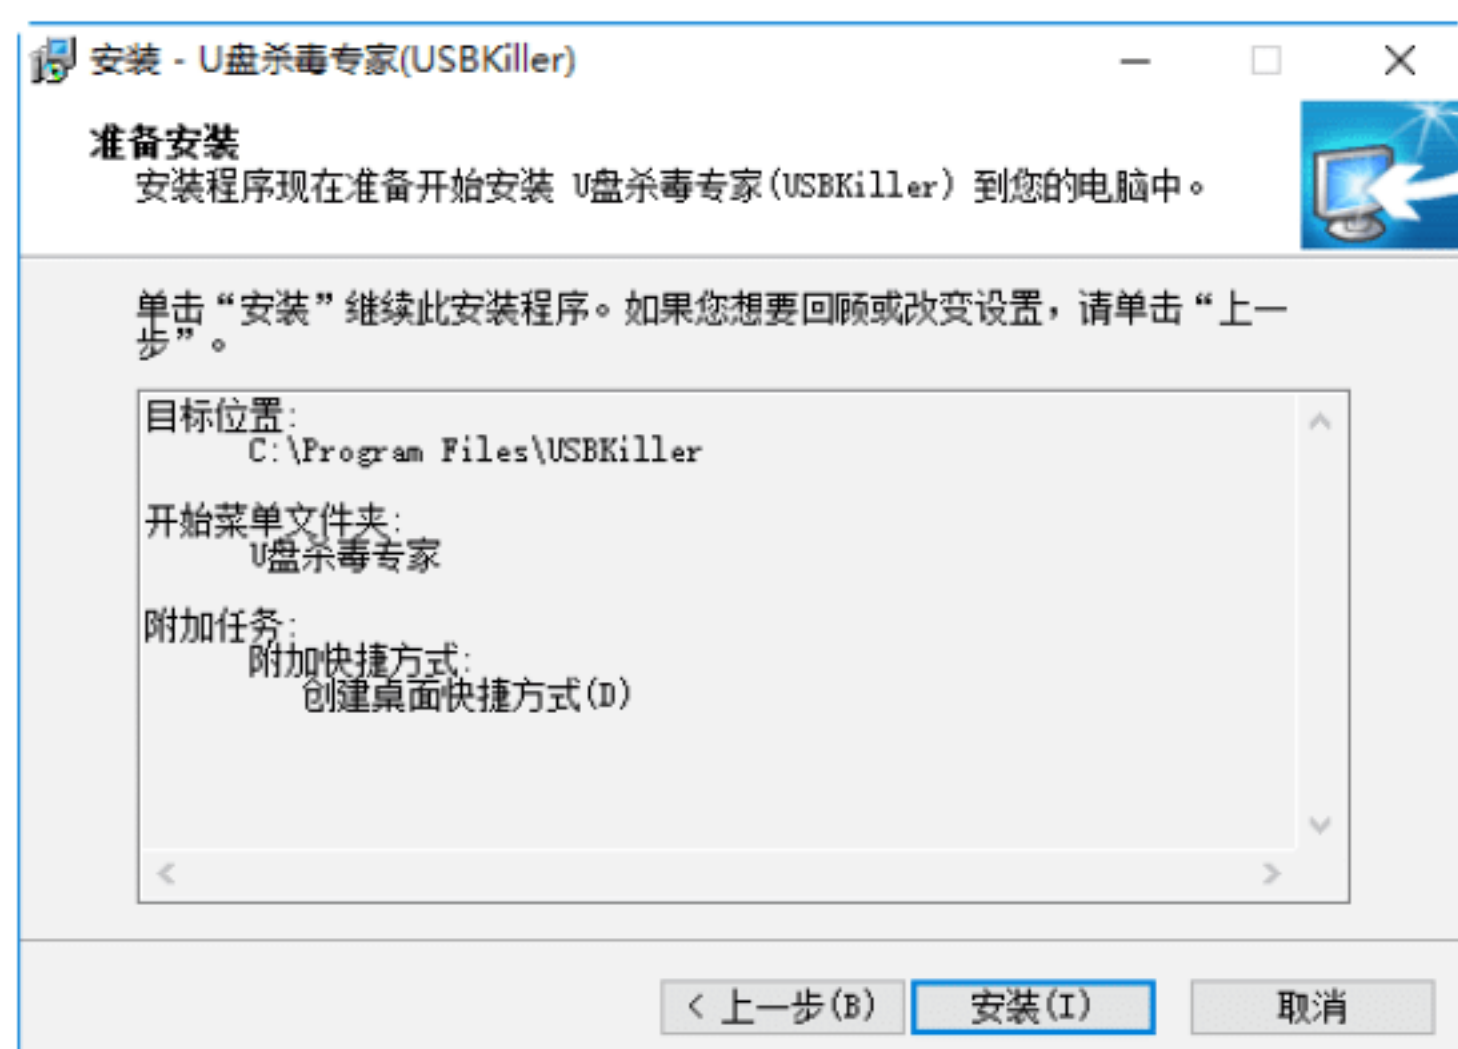 安装 - U盘杀毒专家(USBKiller)
准备安装
安装程序现在准备开始安装 U盘杀毒专家(USBKiller) 到您的电脑中。
单击“安装”继续此安装程序。如果您想要回顾或改变设置，请单击“上一
步”。
目标位置:
C:\Program Files\USBKiller
开始菜单文件夹:
U盘杀毒专家
附加任务:
附加快捷方式:
创建桌面快捷方式(D)
< 上一步(B)
安装(I)
取消